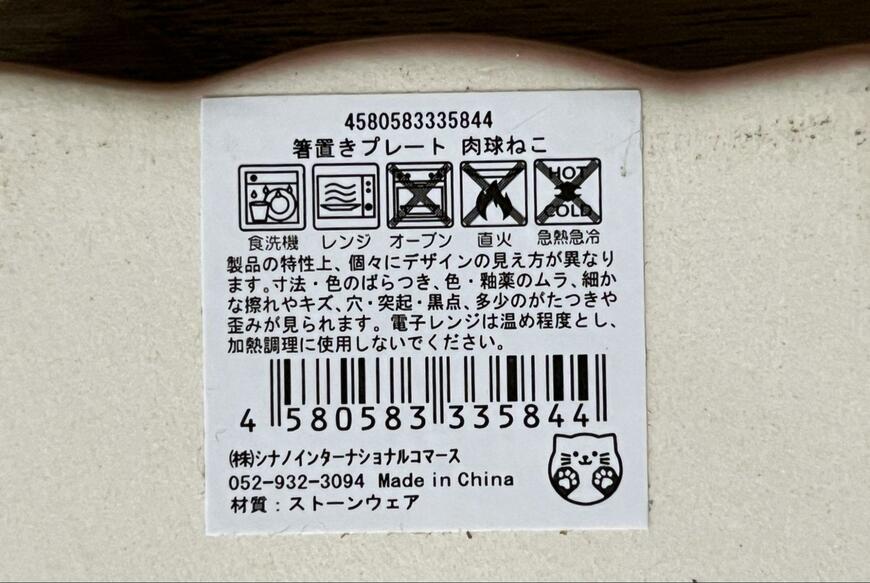 4580583335844
箸置きプレート 肉球ねこ
HOT
COLD
食洗機 レンジ オーブン 直火 急熱急冷
製品の特性上、個々にデザインの見え方が異なり
ます。寸法・色のばらつき、色・釉薬のムラ、細か
な擦れやキズ、穴・突起・黒点、多少のがたつきや
歪みが見られます。電子レンジは温め程度とし、
加熱調理に使用しないでください。
4 580583 335844
㈱シナノインターナショナルコマース
052-932-3094 Made in China
材質：ストーンウェア